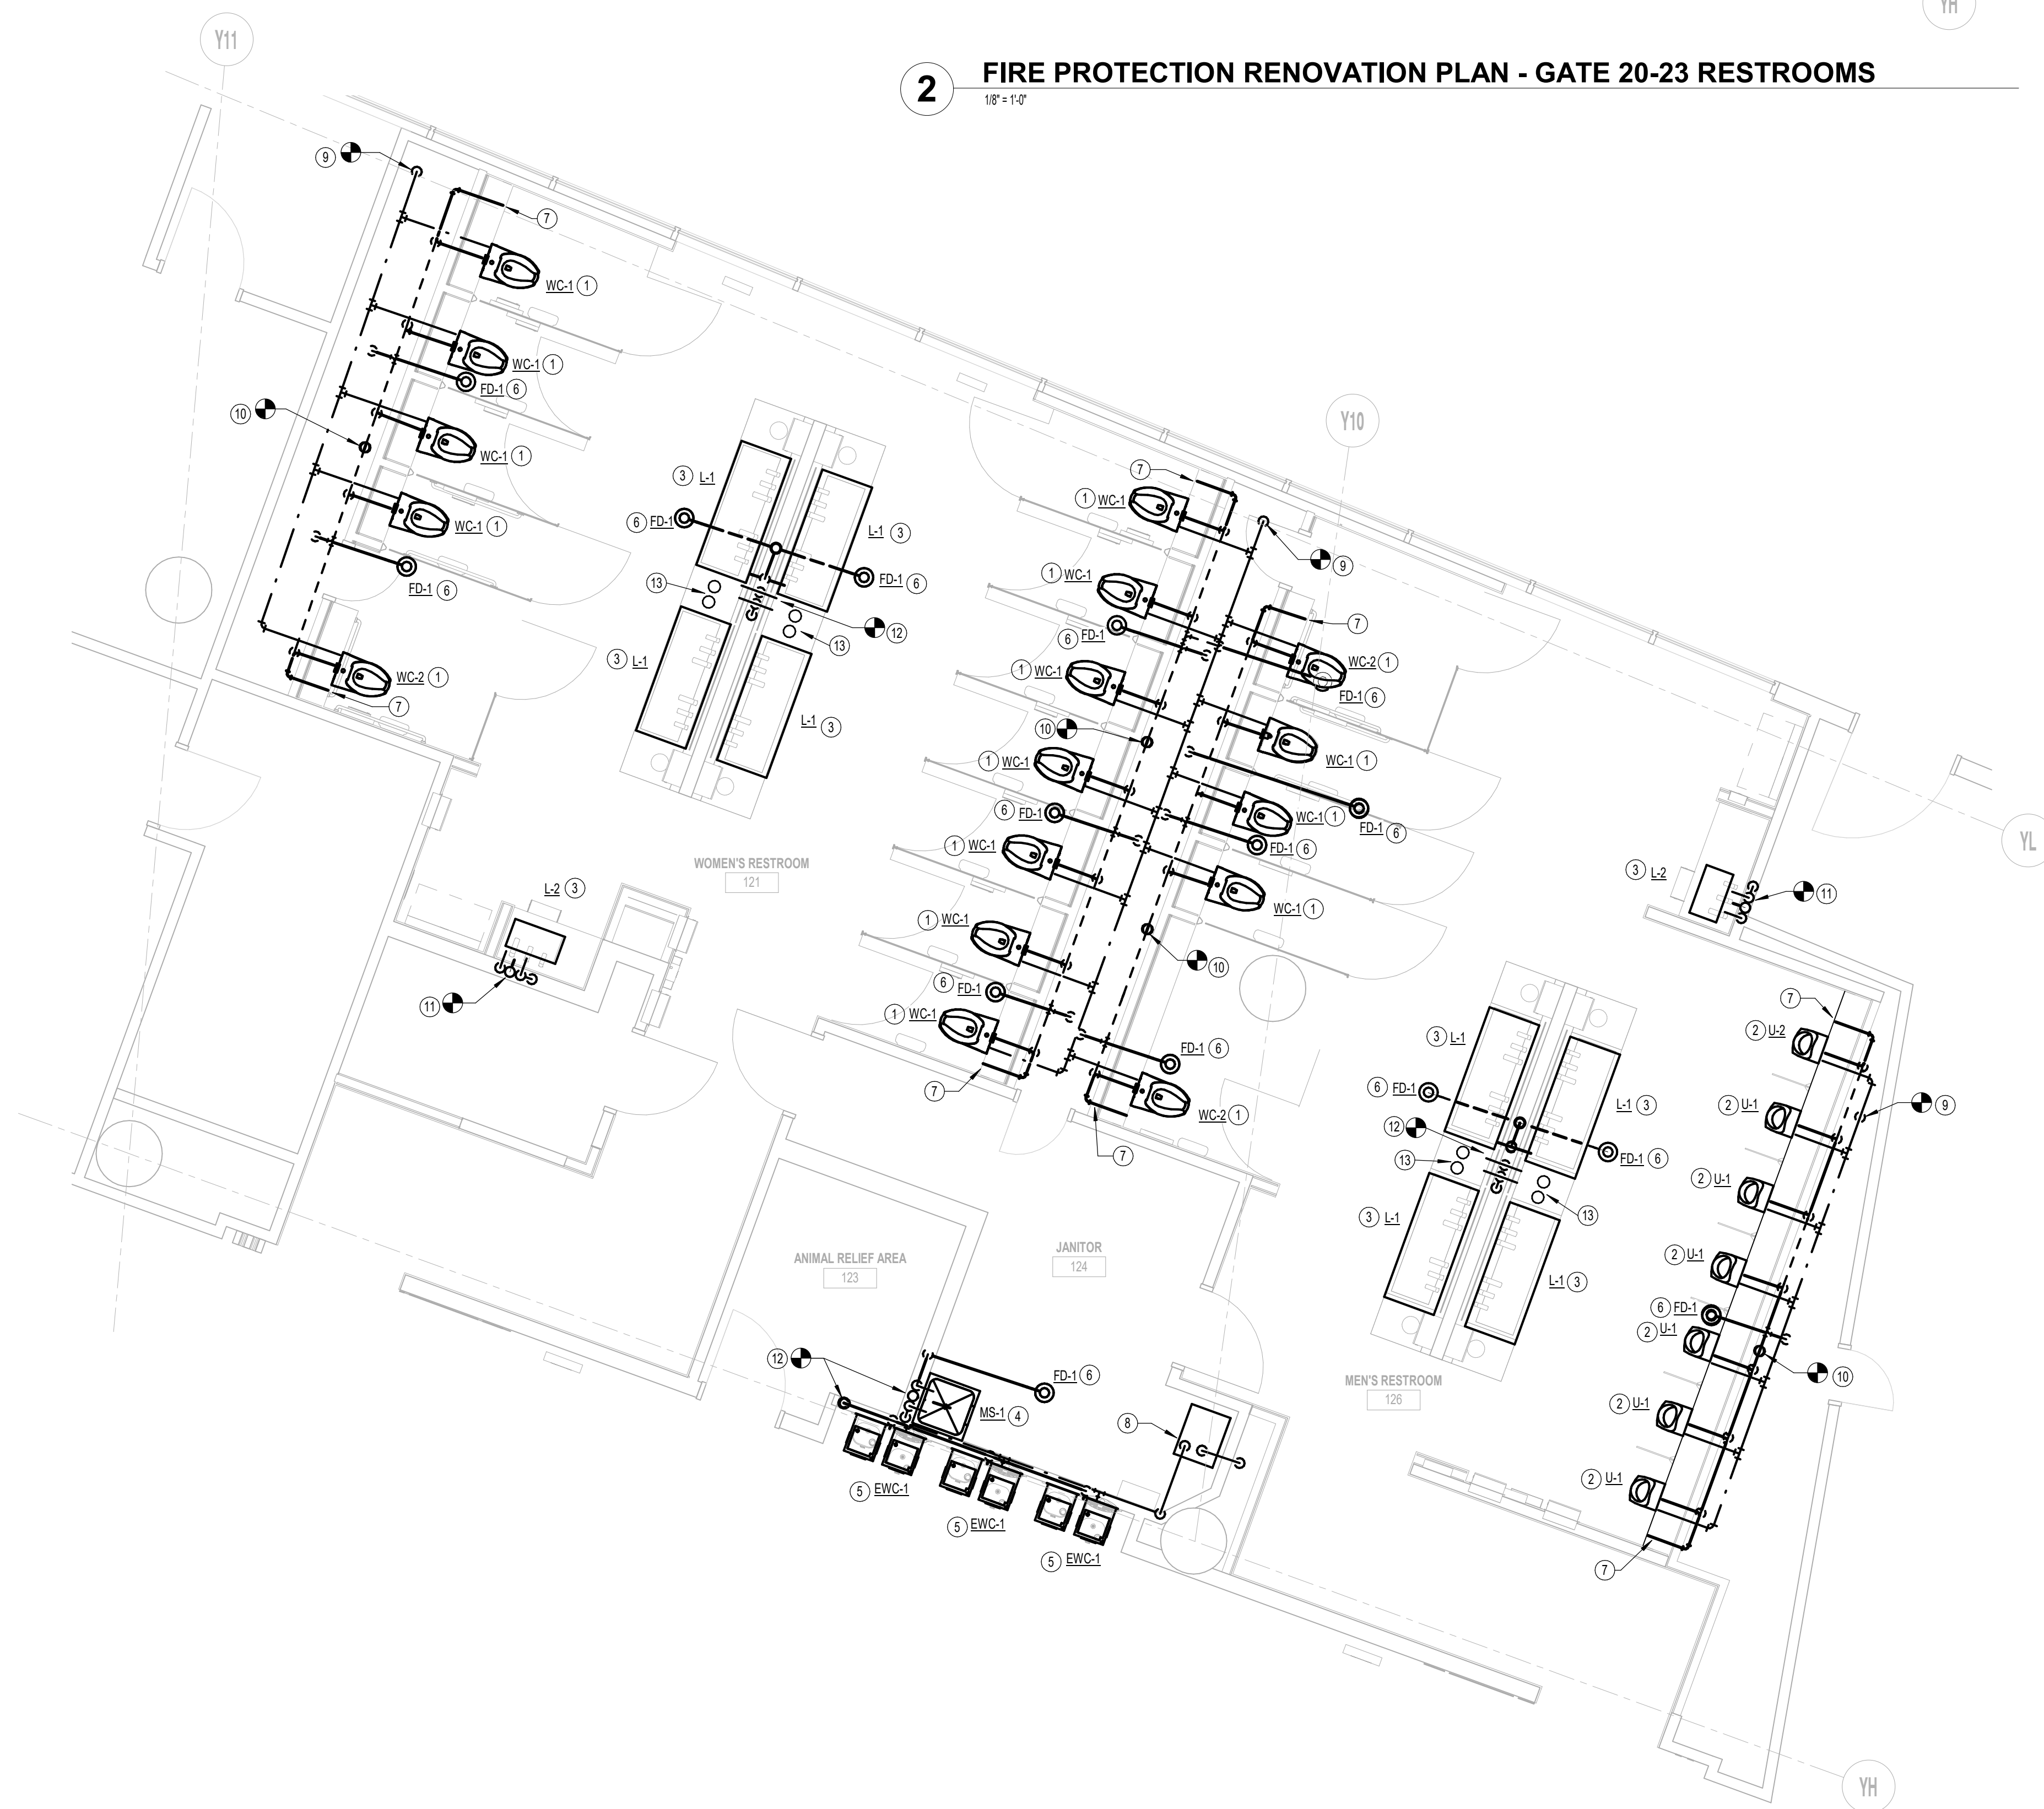 YH
Y11
2
FIRE PROTECTION RENOVATION PLAN - GATE 20-23 RESTROOMS
1/8" = 1'-0"
9
7
WC-1 1
WC-1 1
FD-1 6
10
WC-1 1
WC-1 1
FD-1 6
WC-2 1
7
3 L-1
L-1 3
6 FD-1
FD-1 6
13
12
13
3 L-1
L-1 3
Y10
7
1 WC-1
9
1 WC-1
6 FD-1
7
WC-2 1
FD-1 6
1 WC-1
10
WC-1 1
1 WC-1
6 FD-1
WC-1 1
FD-1 6
FD-1 6
1 WC-1
WC-1 1
1 WC-1
10
6 FD-1
1 WC-1
FD-1 6
7
WC-2 1
7
YL
3 L-2
11
WOMEN'S RESTROOM
121
L-2 3
11
7
2 U-2
3 L-1
6 FD-1
L-1 3
2 U-1
9
12
13
FD-1 6
2 U-1
3 L-1
13
L-1 3
2 U-1
6 FD-1
2 U-1
10
2 U-1
2 U-1
7
ANIMAL RELIEF AREA
123
JANITOR
124
MEN'S RESTROOM
126
12
FD-1 6
MS-1 4
8
5 EWC-1
5 EWC-1
5 EWC-1
YH